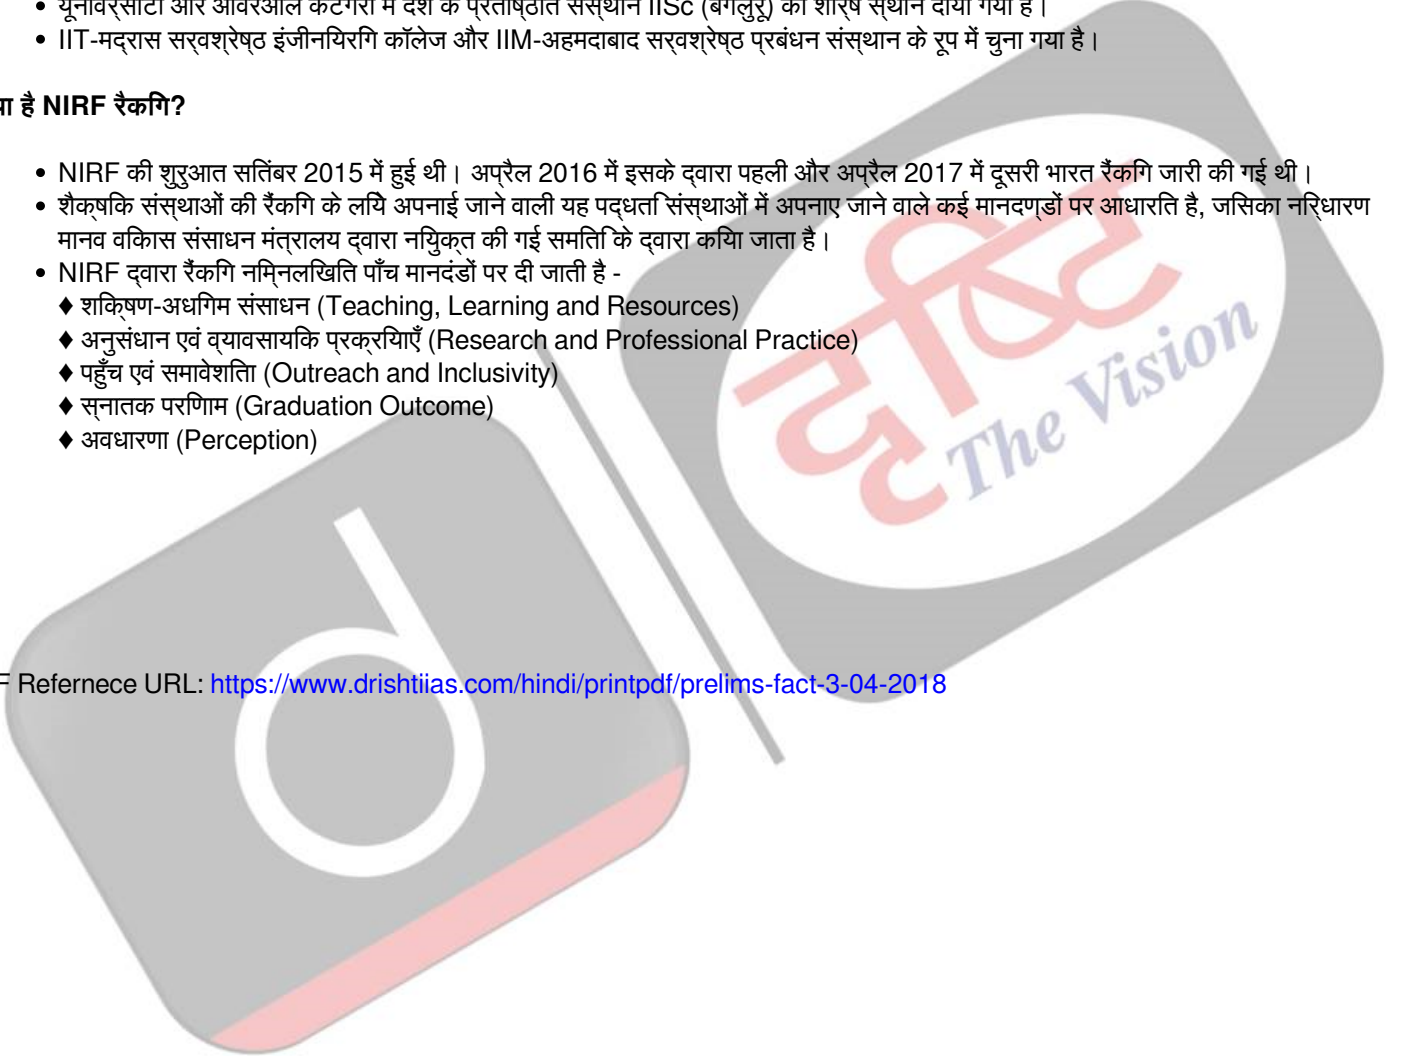 • यूनिवर्सिटी और ओवरऑल कैटेगरी में देश के प्रतिष्ठित संस्थान IISc (बंगलुरू) को शीर्ष स्थान दिया गया है।
• IIT-मद्रास सर्वश्रेष्ठ इंजीनियरिंग कॉलेज और IIM-अहमदाबाद सर्वश्रेष्ठ प्रबंधन संस्थान के रूप में चुना गया है।
है NIRF रैंकिंग?
• NIRF की शुरुआत सितंबर 2015 में हुई थी। अप्रैल 2016 में इसके द्वारा पहली और अप्रैल 2017 में दूसरी भारत रैंकिंग जारी की गई थी।
• शैक्षिक संस्थाओं की रैंकिंग के लिये अपनाई जाने वाली यह पद्धति संस्थाओं में अपनाए जाने वाले कई मानदण्डों पर आधारित है, जिसका निर्धारण
मानव विकास संसाधन मंत्रालय द्वारा नियुक्त की गई समिति के द्वारा किया जाता है।
• NIRF द्वारा रैंकिंग निम्नलिखित पाँच मानदंडों पर दी जाती है -
♦ शिक्षण-अधिगम संसाधन (Teaching, Learning and Resources)
♦ अनुसंधान एवं व्यावसायिक प्रक्रियाएँ (Research and Professional Practice)
♦ पहुँच एवं समावेशिता (Outreach and Inclusivity)
♦ स्नातक परिणाम (Graduation Outcome)
♦ अवधारणा (Perception)
दृष्टि
The Vision
F Refernece URL: https://www.drishtiias.com/hindi/printpdf/prelims-fact-3-04-2018